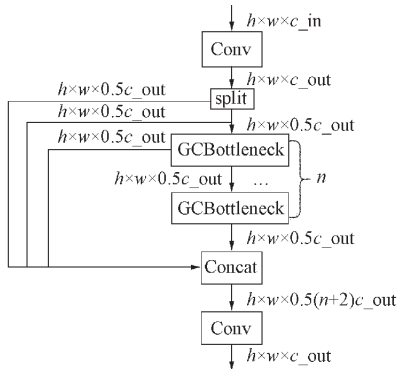 h×w×c_in
Conv
h×w×c_out
h×w×0.5c_out
split
h×w×0.5c_out
h×w×0.5c_out
h×w×0.5c_out
GCBottleneck
h×w×0.5c_out
...
n
GCBottleneck
h×w×0.5c_out
Concat
h×w×0.5(n+2)c_out
Conv
h×w×c_out